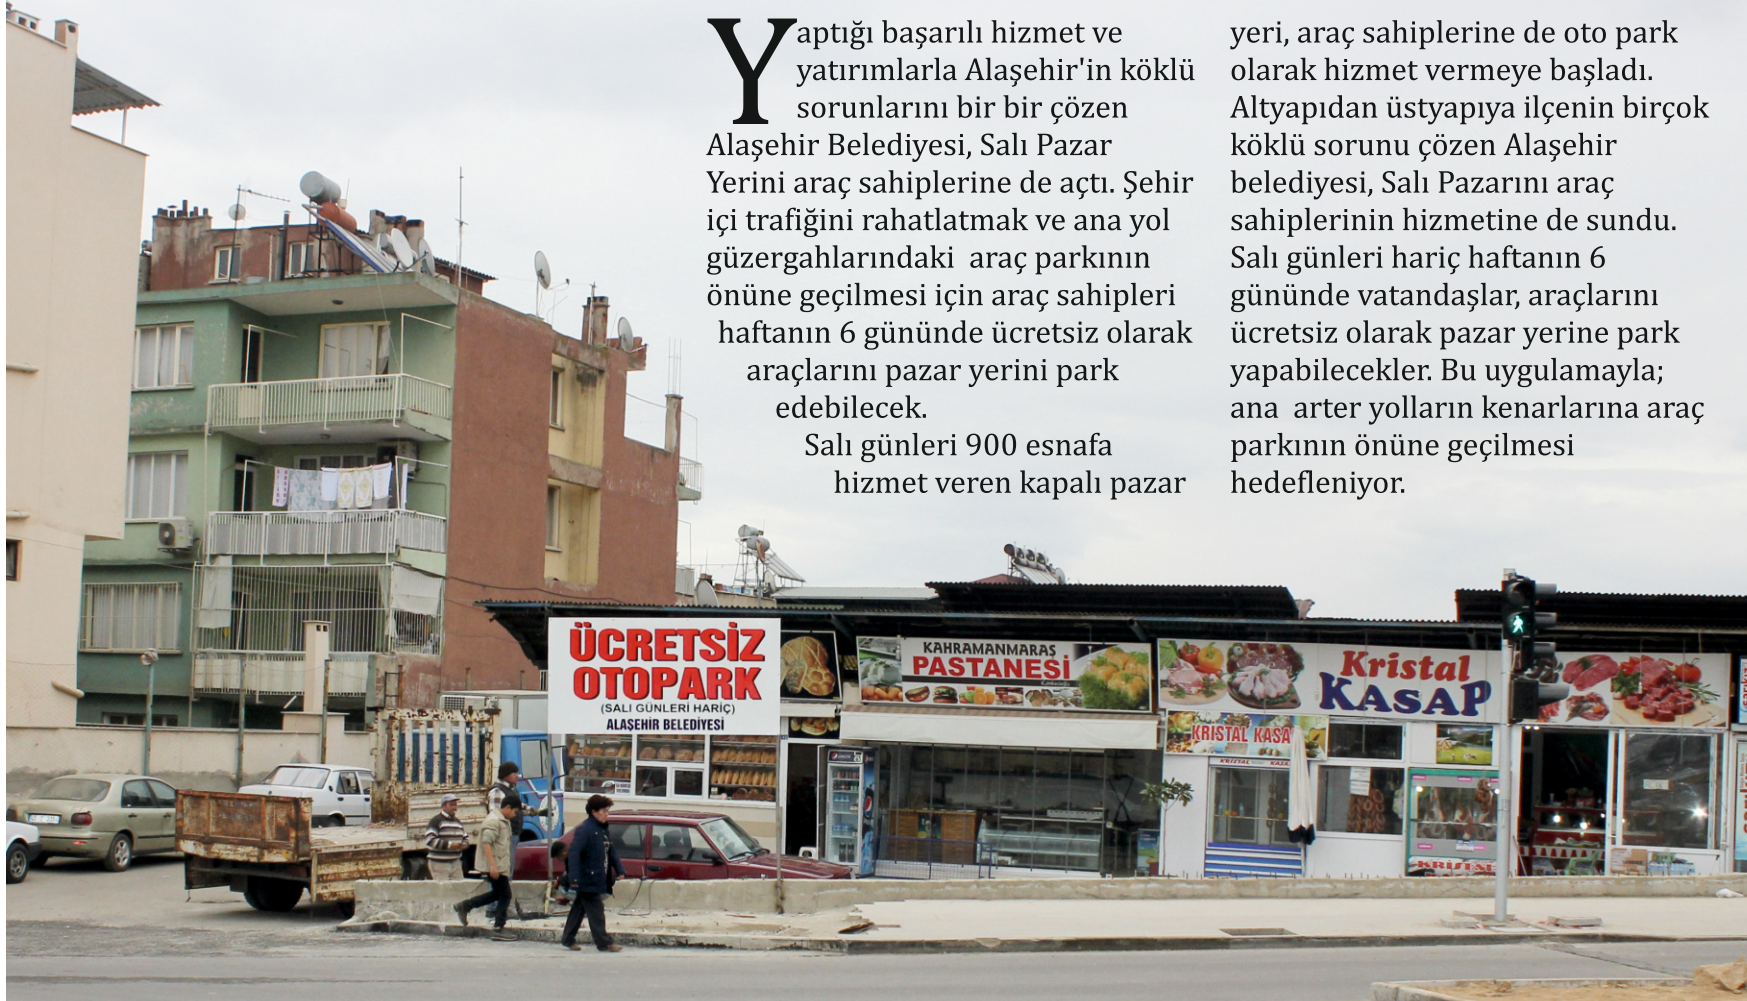 Yaptığı başarılı hizmet ve
yatırımlarla Alaşehir'in köklü
sorunlarını bir bir çözen
Alaşehir Belediyesi, Salı Pazar
Yerini araç sahiplerine de açtı. Şehir
içi trafiğini rahatlatmak ve ana yol
güzergahlarındaki  araç parkının
önüne geçilmesi için araç sahipleri
haftanın 6 gününde ücretsiz olarak
araçlarını pazar yerini park
edebilecek.
Salı günleri 900 esnafa
hizmet veren kapalı pazar
yeri, araç sahiplerine de oto park
olarak hizmet vermeye başladı.
Altyapıdan üstyapıya ilçenin birçok
köklü sorunu çözen Alaşehir
belediyesi, Salı Pazarını araç
sahiplerinin hizmetine de sundu.
Salı günleri hariç haftanın 6
gününde vatandaşlar, araçlarını
ücretsiz olarak pazar yerine park
yapabilecekler. Bu uygulamayla;
ana  arter yolların kenarlarına araç
parkının önüne geçilmesi
hedefleniyor.
ÜCRETSİZ
OTOPARK
(SALI GÜNLERİ HARİÇ)
ALAŞEHİR BELEDİYESİ
KAHRAMANMARAŞ
PASTANESİ
Kristal
KASAP
KRİSTAL KASA
KRİSTAL
KRİSTAL